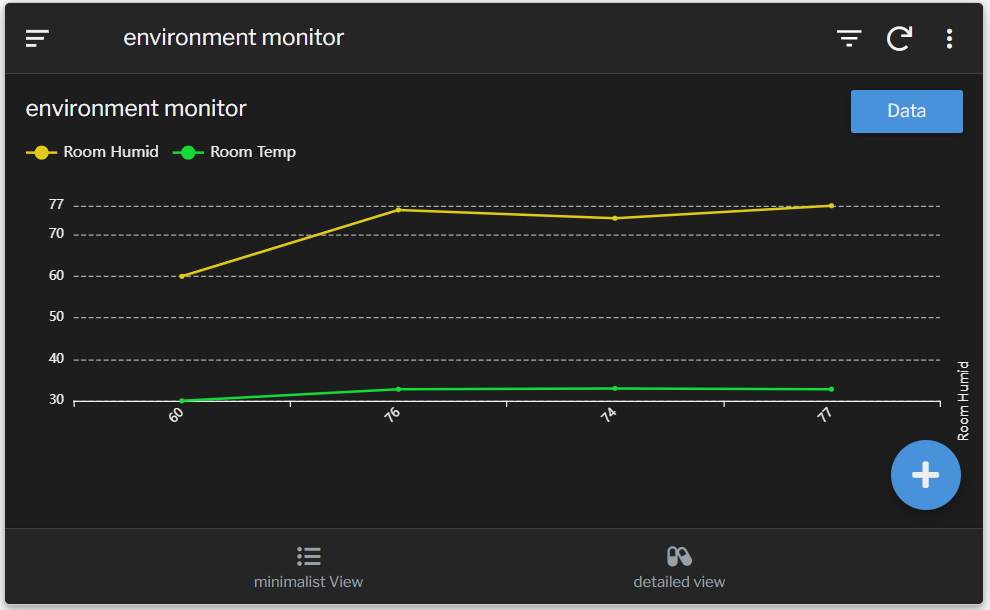 environment monitor
environment monitor
Data
Room Humid Room Temp
77
70
60
50
40
30
60 76 74 77
Room Humid
minimalist View detailed view